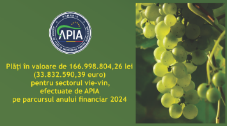 APIA
Plăți în valoare de 166.998.804,26 lei
(33.832.590,39 euro)
pentru sectorul vie-vin,
efectuate de APIA
pe parcursul anului financiar 2024